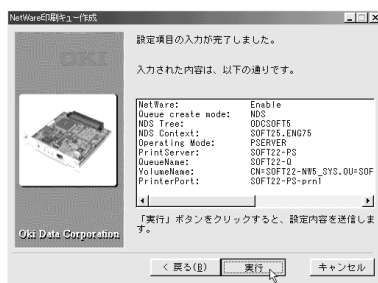 NetWare印刷キュー作成
OKI
設定項目の入力が完了しました。
入力された内容は、以下の通りです。
NetWare: Enable
Queue create mode: NDS
NDS Tree: ODCSOFT5
NDS Context: SOFT25.ENG75
Operating Mode: PSERVER
PrintServer: SOFT22-PS
QueueName: SOFT22-Q
VolumeName: CN=SOFT22-NW5_SYS.OU=SOF
PrinterPort: SOFT22-PS-prn1
「実行」ボタンをクリックすると、設定内容を送信しま
す。
Oki Data Corporation
< 戻る(B)
実行
キャンセル